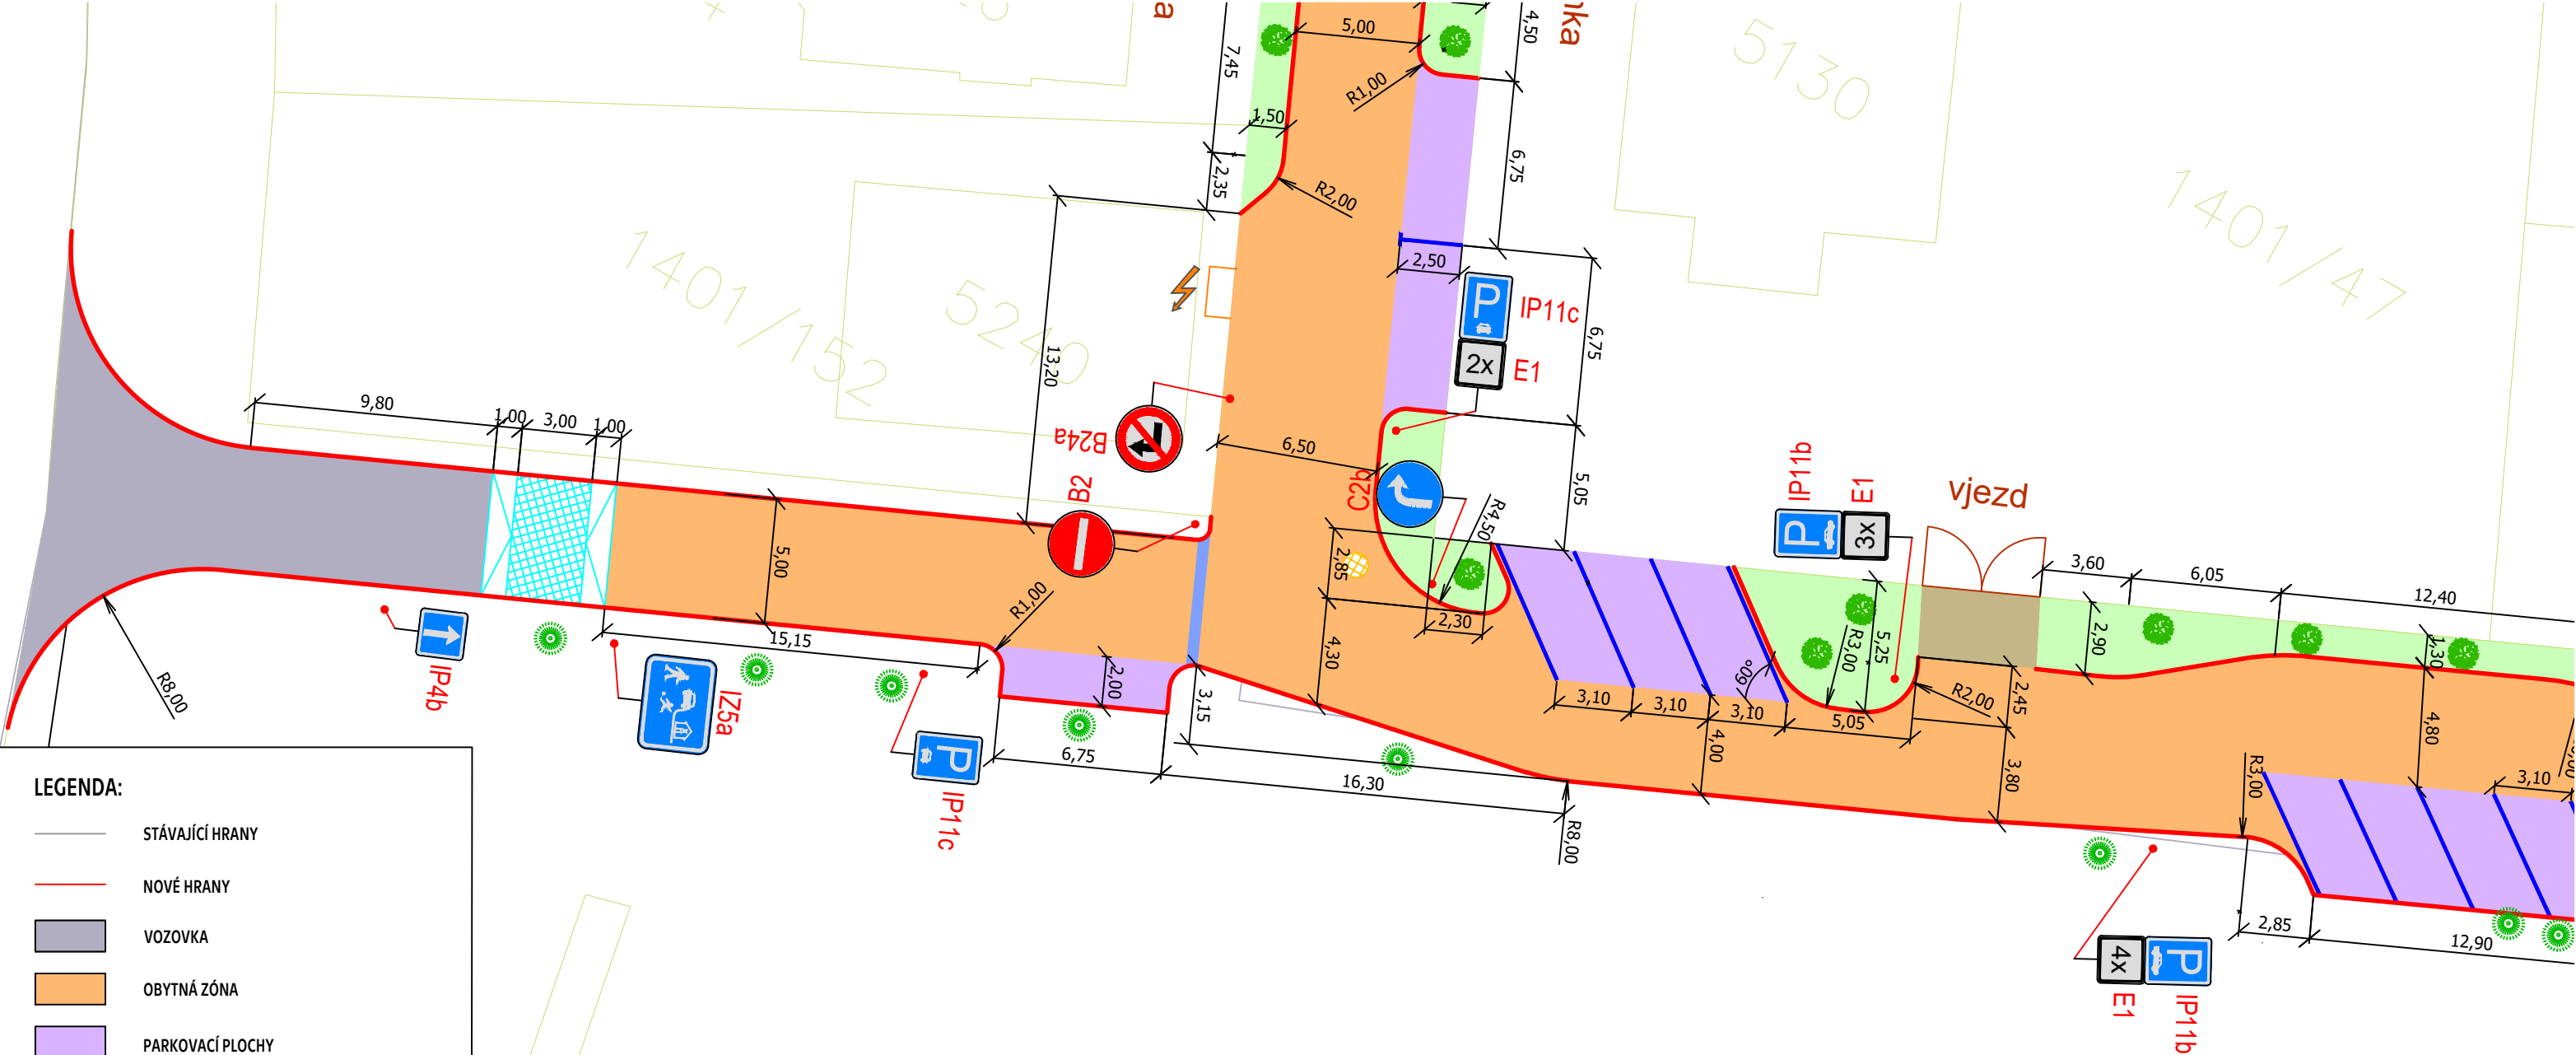 5,00
4,50
7,45
R1,00
1,50
5130
6,75
2,35
R2,00
1401/47
2,50
1401/152
5240
P
IP11c
2x
E1
6,75
13,20
9,80
1,00
3,00
1,00
B24a
6,50
B2
C2b
5,05
R4,50
IP11b
E1
P
3x
vjezd
5,00
2,85
3,60
6,05
12,40
R1,00
2,30
15,15
4,30
R3,00
5,25
2,90
1,30
2,00
3,15
60°
3,10
3,10
3,10
5,05
R2,00
2,45
4,80
R8,00
IP4b
IZ5a
P
IP11c
6,75
16,30
4,00
3,80
R3,00
3,10
R8,00
2,85
12,90
4x
P
E1
IP11b
LEGENDA:
STÁVAJÍCÍ HRANY
NOVÉ HRANY
VOZOVKA
OBYTNÁ ZÓNA
PARKOVACÍ PLOCHY